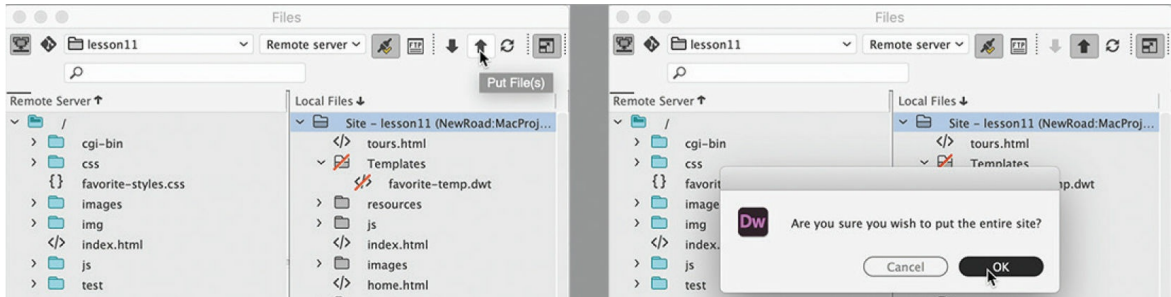 Files
lesson11
Remote server
FTP
Put File(s)
Remote Server
Local Files
/
cgi-bin
css
favorite-styles.css
images
img
index.html
js
test
Site – lesson11 (NewRoad:MacProj...
tours.html
Templates
favorite-temp.dwt
resources
js
index.html
images
home.html
Files
lesson11
Remote server
FTP
Remote Server
Local Files
/
cgi-bin
css
favorit
image
img
index.
js
test
Site – lesson11 (NewRoad:MacProj...
tours.html
Templates
np.dwt
Dw
Are you sure you wish to put the entire site?
Cancel
OK